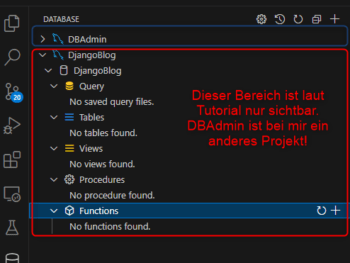 DATABASE
DBAdmin
DjangoBlog
DjangoBlog
Query
No saved query files.
Tables
No tables found.
Views
No views found.
Procedures
No procedure found.
Functions
No functions found.
Dieser Bereich ist laut
Tutorial nur sichtbar.
DBAdmin ist bei mir ein
anderes Projekt!
20